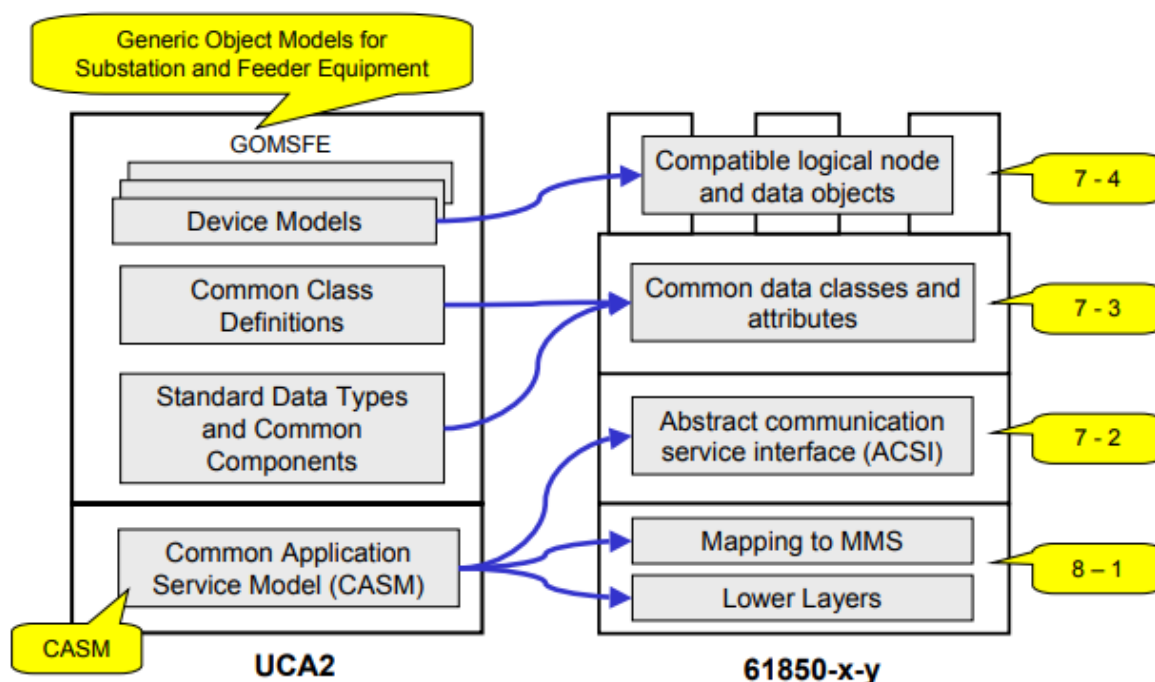 Generic Object Models for
Substation and Feeder Equipment
GOMSFE
Device Models
Common Class
Definitions
Standard Data Types
and Common
Components
Common Application
Service Model (CASM)
CASM
UCA2
Compatible logical node
and data objects
7 - 4
Common data classes and
attributes
7 - 3
Abstract communication
service interface (ACSI)
7 - 2
Mapping to MMS
Lower Layers
8 – 1
61850-x-y